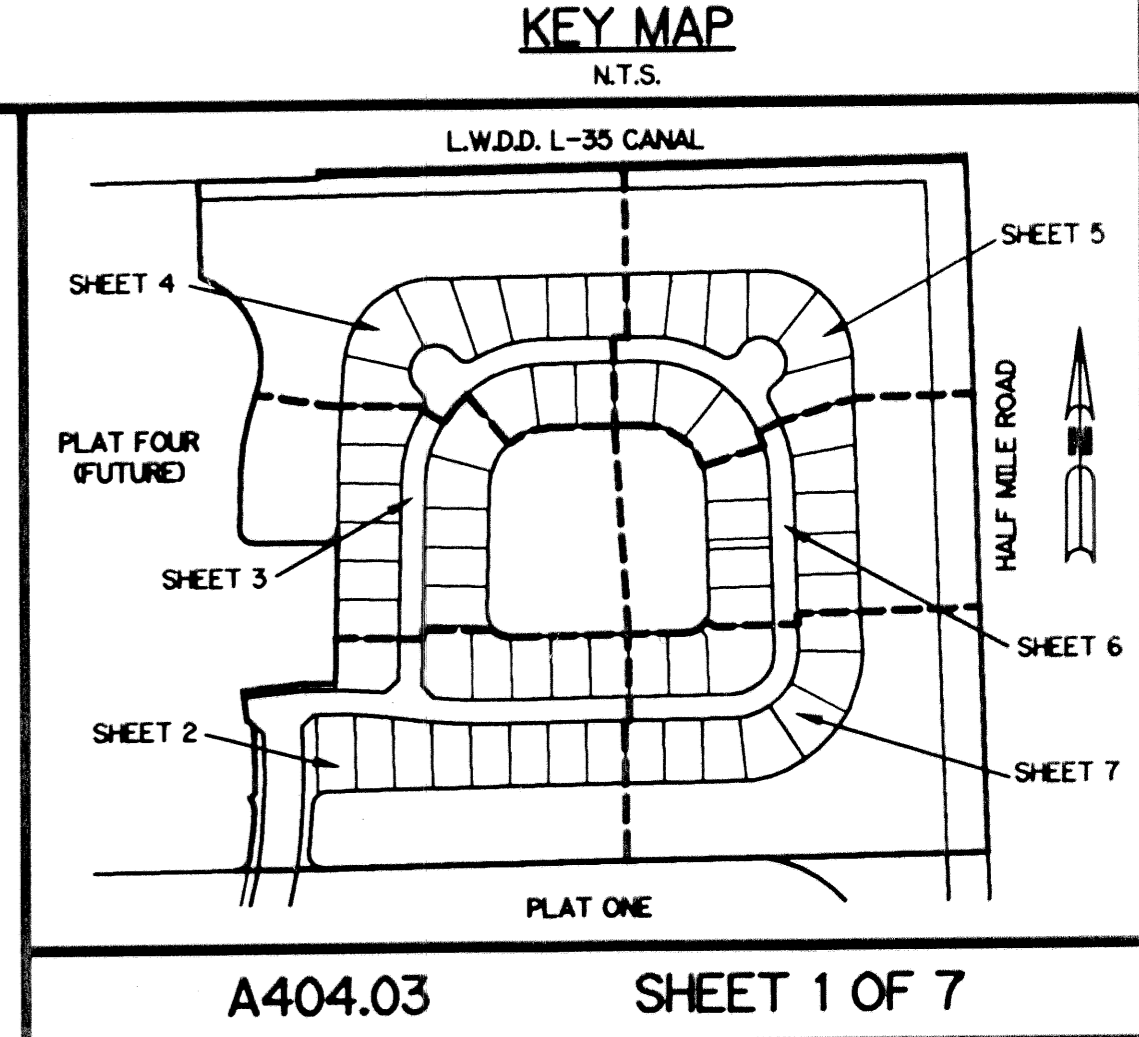 KEY MAP
N.T.S.
L.W.D.D. L-35 CANAL
SHEET 5
SHEET 4
HALF MILE ROAD
N
PLAT FOUR
(FUTURE)
SHEET 3
SHEET 6
SHEET 2
SHEET 7
PLAT ONE
A404.03
SHEET 1 OF 7